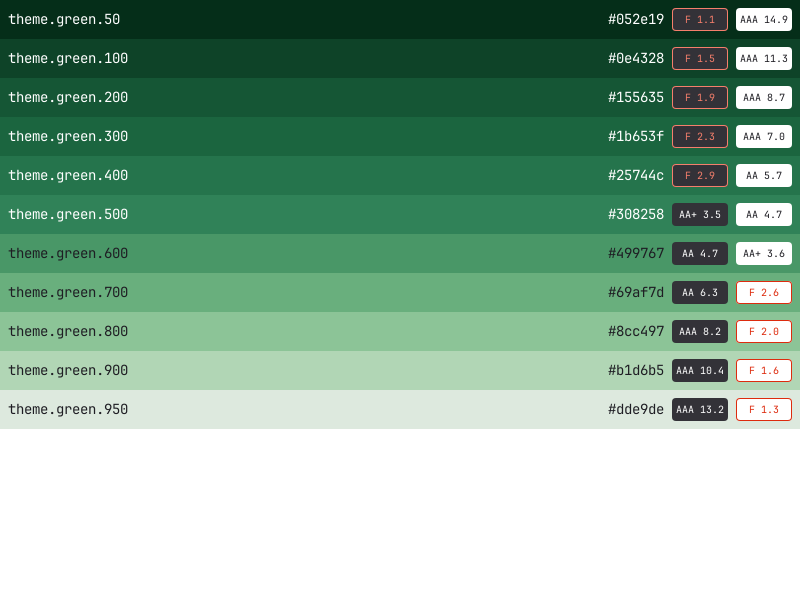 theme.green.50 #052e19 F 1.1 AAA 14.9
theme.green.100 #0e4328 F 1.5 AAA 11.3
theme.green.200 #155635 F 1.9 AAA 8.7
theme.green.300 #1b653f F 2.3 AAA 7.0
theme.green.400 #25744c F 2.9 AA 5.7
theme.green.500 #308258 AA+ 3.5 AA 4.7
theme.green.600 #499767 AA 4.7 AA+ 3.6
theme.green.700 #69af7d AA 6.3 F 2.6
theme.green.800 #8cc497 AAA 8.2 F 2.0
theme.green.900 #b1d6b5 AAA 10.4 F 1.6
theme.green.950 #dde9de AAA 13.2 F 1.3